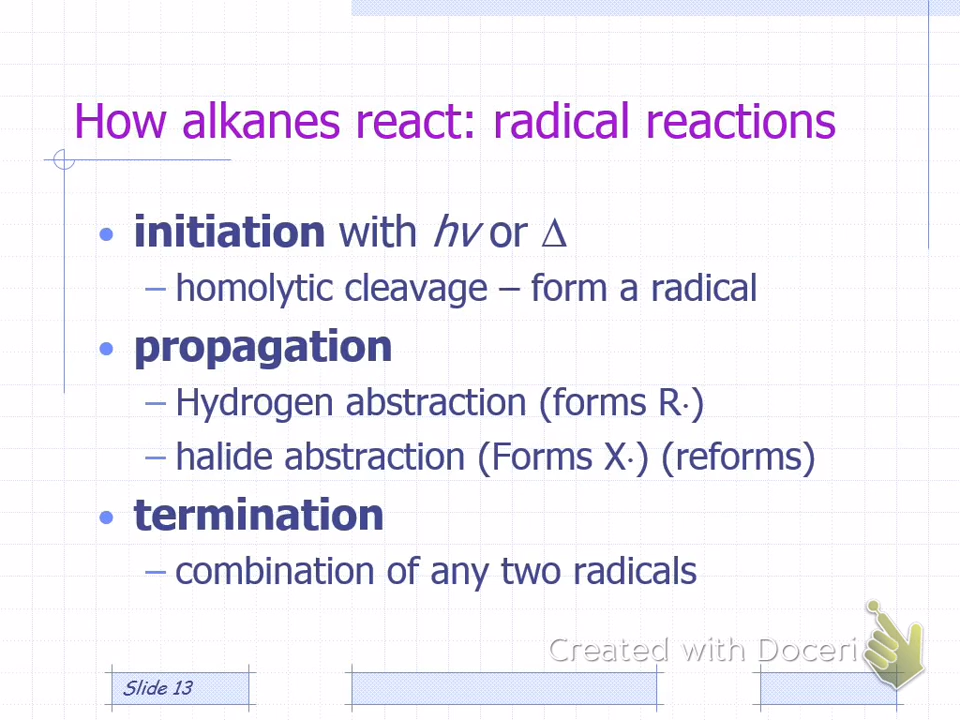 How alkanes react: radical reactions
• initiation with hν or Δ
– homolytic cleavage – form a radical
• propagation
– Hydrogen abstraction (forms R·)
– halide abstraction (Forms X·) (reforms)
• termination
– combination of any two radicals
Created with Doceri
Slide 13